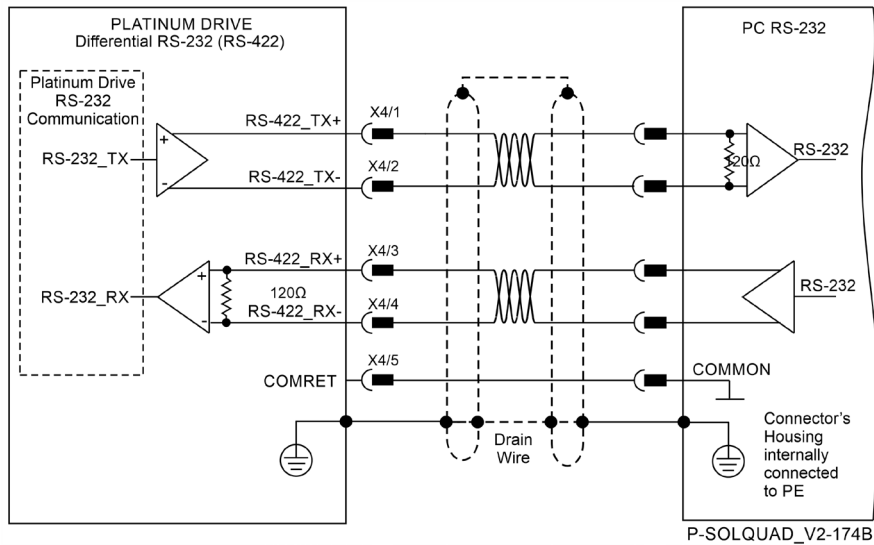 PLATINUM DRIVE
Differential RS-232 (RS-422)
PC RS-232
Platinum Drive
RS-232
Communication
RS-422_TX+
X4/1
+
RS-232_TX
120Ω
RS-232
-
RS-422_TX-
X4/2
RS-422_RX+
X4/3
+
RS-232_RX
120Ω
RS-232
-
RS-422_RX-
X4/4
COMRET
X4/5
COMMON
Drain
Wire
Connector's
Housing
internally
connected
to PE
P-SOLQUAD_V2-174B